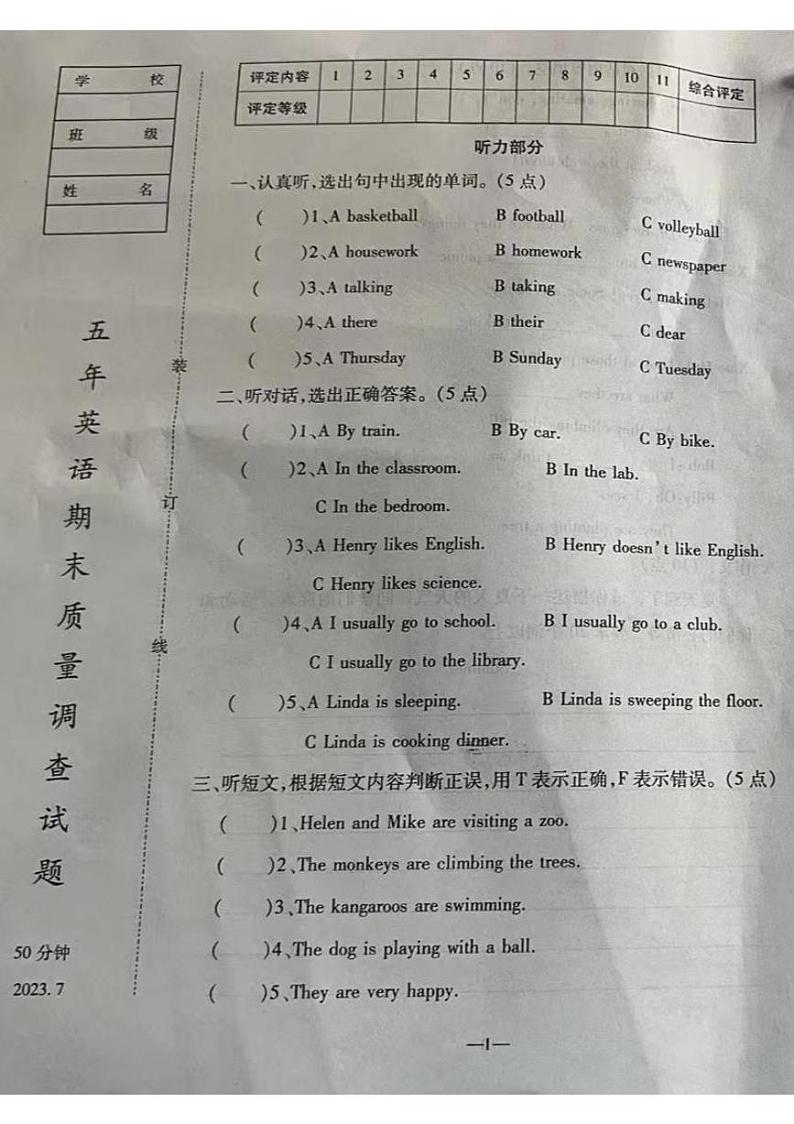 学 校
班 级
姓 名
五年英语期末质量调查试题
50分钟
2023.7
装
订
线
评定内容 1 2 3 4 5 6 7 8 9 10 11 综合评定
评定等级
听力部分
一、认真听,选出句中出现的单词。(5点)
( )1、A basketball B football C volleyball
( )2、A housework B homework C newspaper
( )3、A talking B taking C making
( )4、A there B their C dear
( )5、A Thursday B Sunday C Tuesday
二、听对话,选出正确答案。(5点)
( )1、A By train. B By car. C By bike.
( )2、A In the classroom. B In the lab.
C In the bedroom.
( )3、A Henry likes English. B Henry doesn't like English.
C Henry likes science.
( )4、A I usually go to school. B I usually go to a club.
C I usually go to the library.
( )5、A Linda is sleeping. B Linda is sweeping the floor.
C Linda is cooking dinner.
三、听短文,根据短文内容判断正误,用T表示正确,F表示错误。(5点)
( )1、Helen and Mike are visiting a zoo.
( )2、The monkeys are climbing the trees.
( )3、The kangaroos are swimming.
( )4、The dog is playing with a ball.
( )5、They are very happy.
—1—